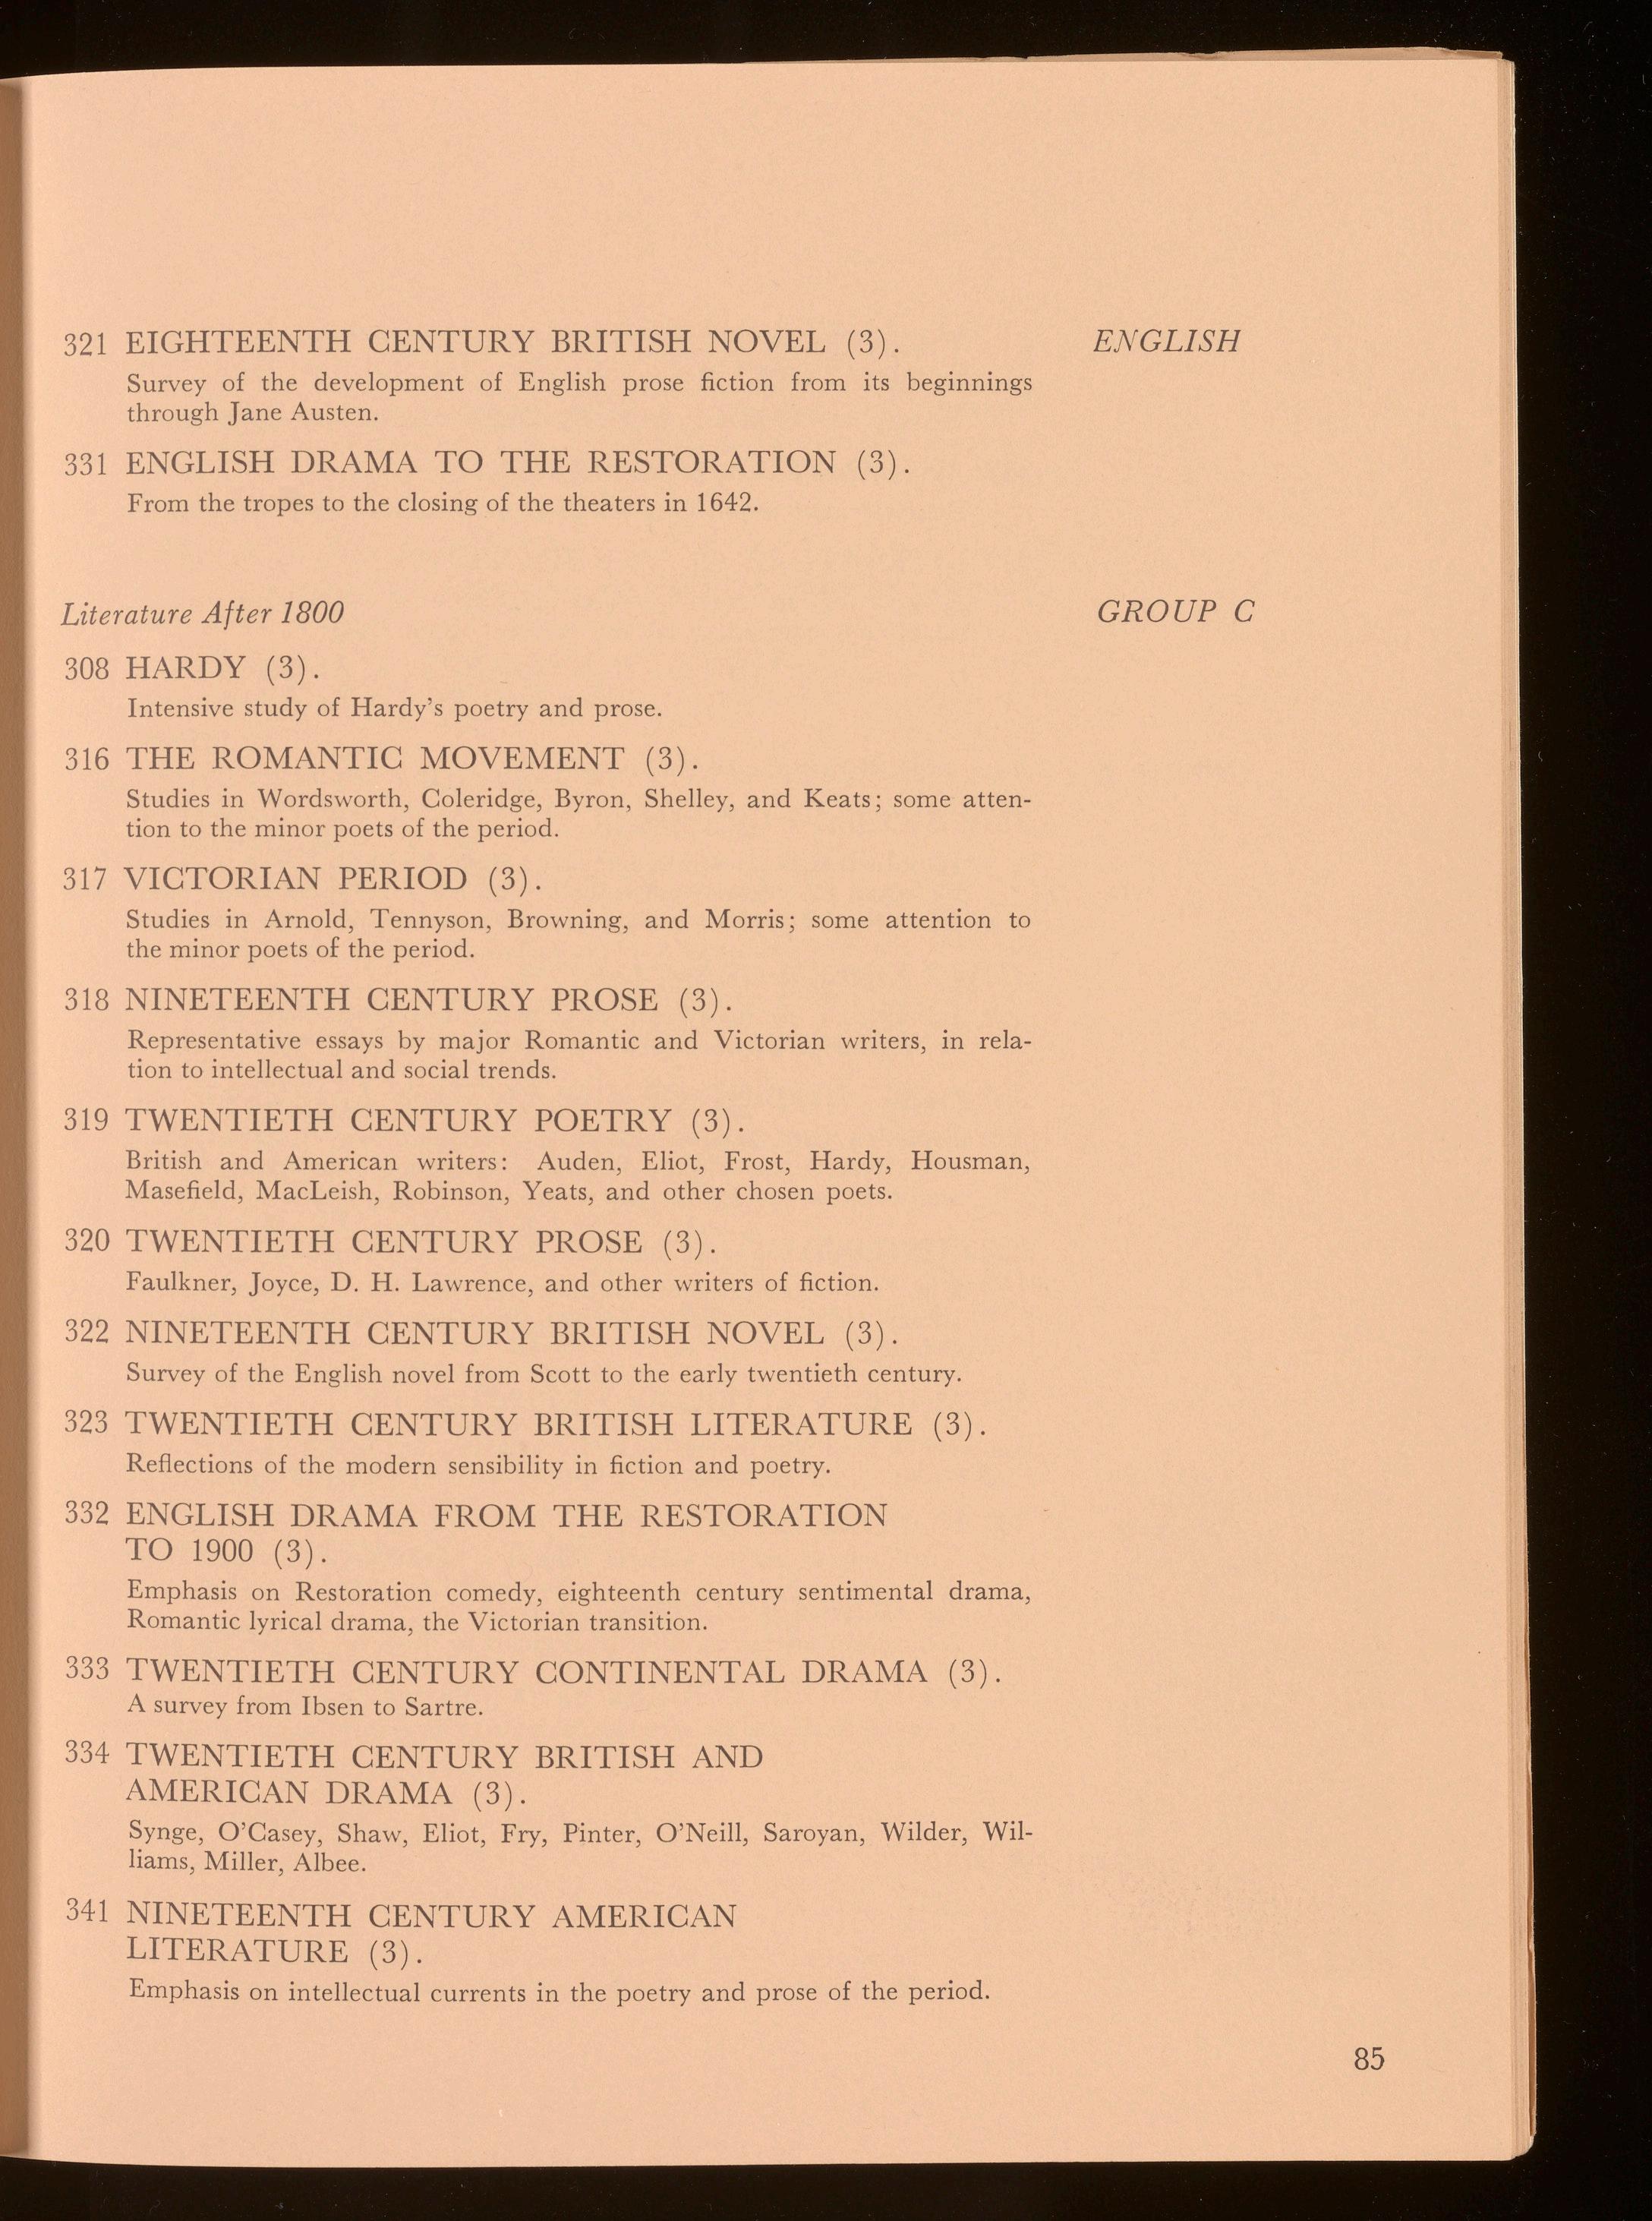 321 EIGHTEENTH CENTURY BRITISH NOVEL (3).
ENGLISH
Survey of the development of English prose fiction from its beginnings
through Jane Austen.
331 ENGLISH DRAMA TO THE RESTORATION (3).
From the tropes to the closing of the theaters in 1642.
Literature After 1800
GROUP C
308 HARDY (3).
Intensive study of Hardy's poetry and prose.
316 THE ROMANTIC MOVEMENT (3).
Studies in Wordsworth, Coleridge, Byron, Shelley, and Keats; some atten-
tion to the minor poets of the period.
317 VICTORIAN PERIOD (3).
Studies in Arnold, Tennyson, Browning, and Morris; some attention to
the minor poets of the period.
318 NINETEENTH CENTURY PROSE (3).
Representative essays by major Romantic and Victorian writers, in rela-
tion to intellectual and social trends.
319 TWENTIETH CENTURY POETRY (3).
British and American writers: Auden, Eliot, Frost, Hardy, Housman,
Masefield, MacLeish, Robinson, Yeats, and other chosen poets.
320 TWENTIETH CENTURY PROSE (3).
Faulkner, Joyce, D. H. Lawrence, and other writers of fiction.
322 NINETEENTH CENTURY BRITISH NOVEL (3).
Survey of the English novel from Scott to the early twentieth century.
323 TWENTIETH CENTURY BRITISH LITERATURE (3).
Reflections of the modern sensibility in fiction and poetry.
332 ENGLISH DRAMA FROM THE RESTORATION
TO 1900 (3).
Emphasis on Restoration comedy, eighteenth century sentimental drama,
Romantic lyrical drama, the Victorian transition.
333 TWENTIETH CENTURY CONTINENTAL DRAMA (3).
A survey from Ibsen to Sartre.
334 TWENTIETH CENTURY BRITISH AND
AMERICAN DRAMA (3).
Synge, O'Casey, Shaw, Eliot, Fry, Pinter, O'Neill, Saroyan, Wilder, Wil-
liams, Miller, Albee.
341 NINETEENTH CENTURY AMERICAN
LITERATURE (3).
Emphasis on intellectual currents in the poetry and prose of the period.
85